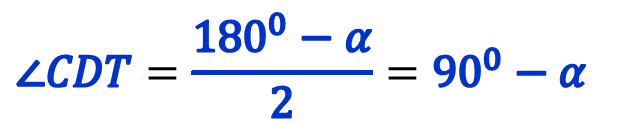 ∠CDT = (180⁰ − α)/2 = 90⁰ − α